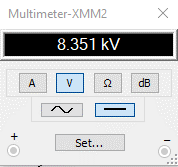 Multimeter-XMM2
8.351 kV
A V Ω dB
Set...
+ −